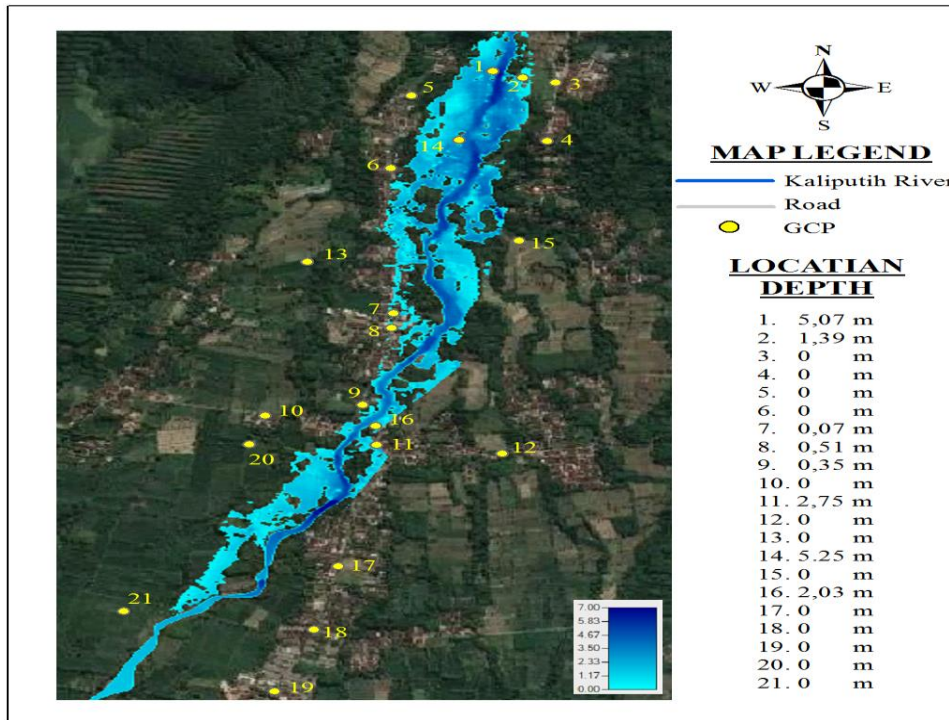 1
2
3
5
14
4
6
15
13
7
8
9
10
16
11
20
12
17
21
18
19
7.00
5.83
4.67
3.50
2.33
1.17
0.00
N
W E
S
MAP LEGEND
Kaliputih River
Road
GCP
LOCATIAN
DEPTH
1. 5,07 m
2. 1,39 m
3. 0 m
4. 0 m
5. 0 m
6. 0 m
7. 0,07 m
8. 0,51 m
9. 0,35 m
10. 0 m
11. 2,75 m
12. 0 m
13. 0 m
14. 5.25 m
15. 0 m
16. 2,03 m
17. 0 m
18. 0 m
19. 0 m
20. 0 m
21. 0 m